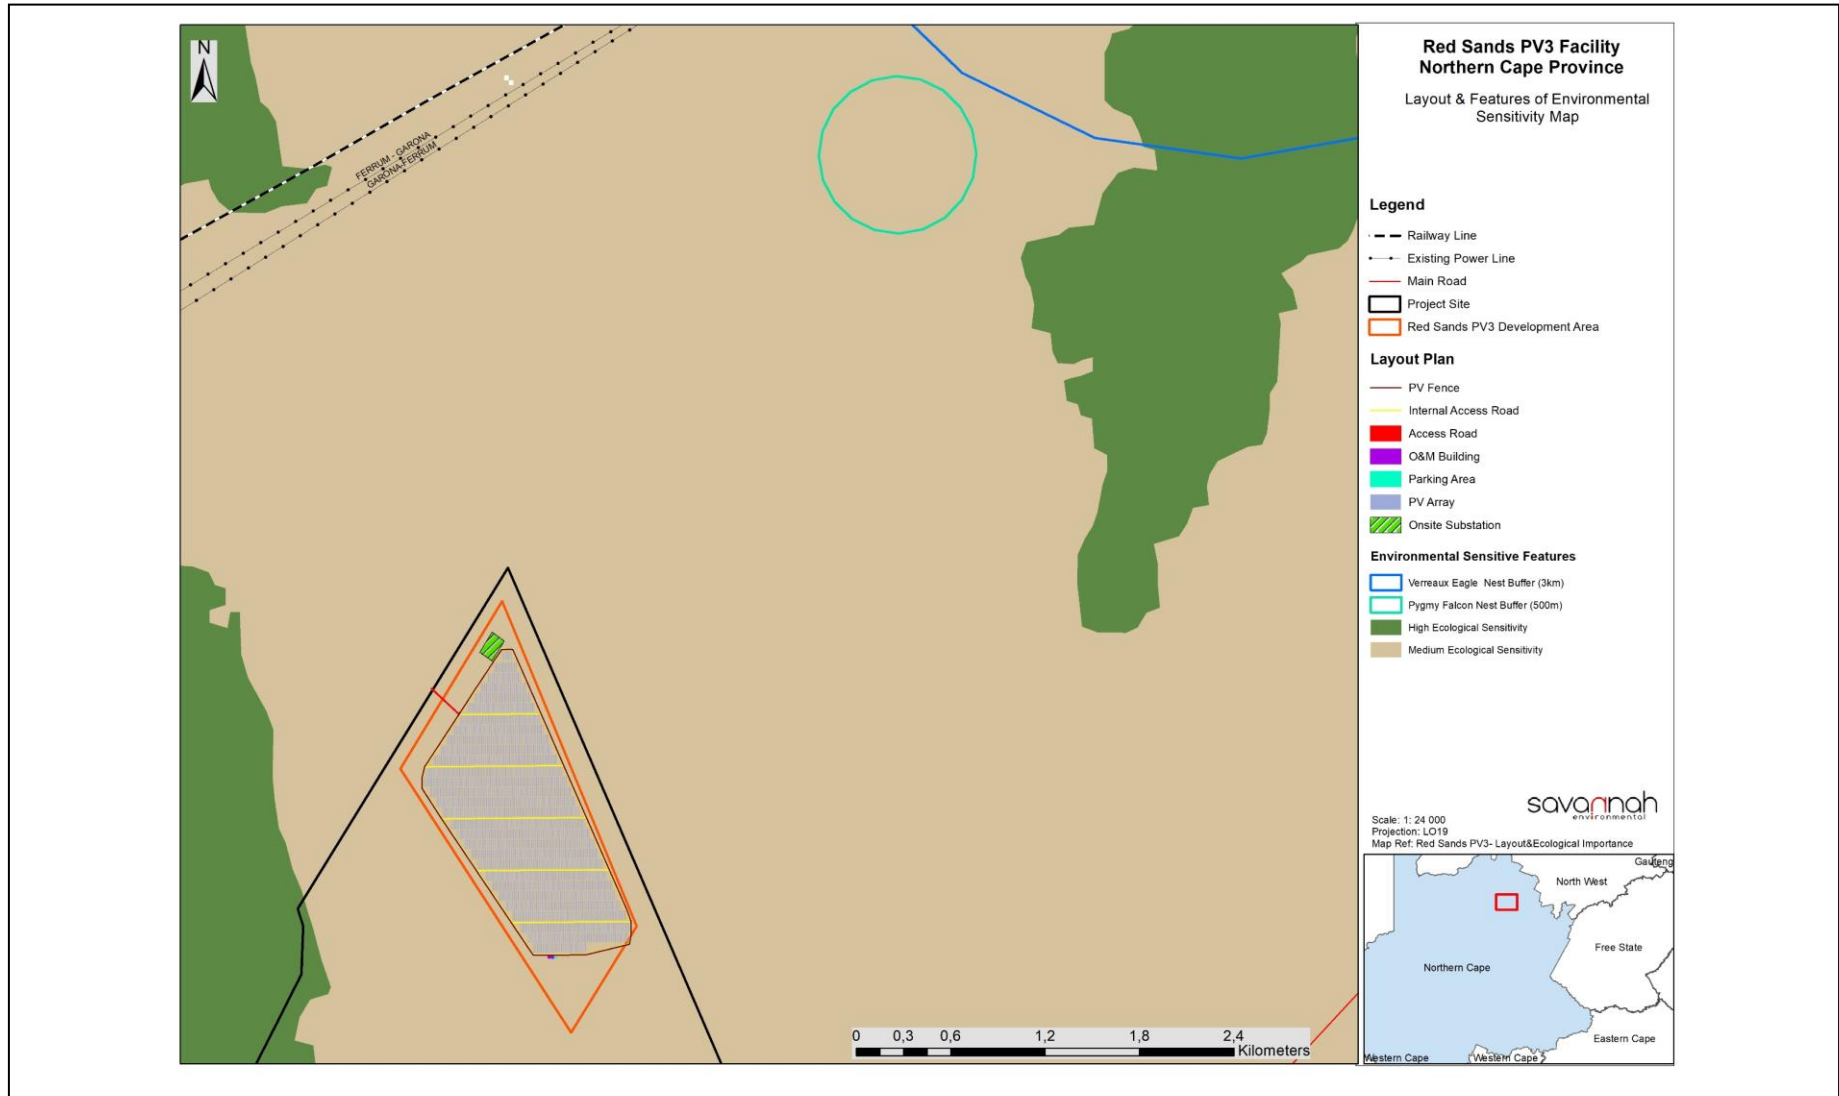 N
FERRUM - GARONA
GARONA-FERRUM
0 0,3 0,6 1,2 1,8 2,4
Kilometers
Red Sands PV3 Facility
Northern Cape Province
Layout & Features of Environmental
Sensitivity Map
Legend
Railway Line
Existing Power Line
Main Road
Project Site
Red Sands PV3 Development Area
Layout Plan
PV Fence
Internal Access Road
Access Road
O&M Building
Parking Area
PV Array
Onsite Substation
Environmental Sensitive Features
Verreaux Eagle Nest Buffer (3km)
Pygmy Falcon Nest Buffer (500m)
High Ecological Sensitivity
Medium Ecological Sensitivity
savannah
environmental
Scale: 1: 24 000
Projection: LO19
Map Ref: Red Sands PV3- Layout&Ecological Importance
Gauteng
North West
Free State
Northern Cape
Eastern Cape
Western Cape
Western Cape